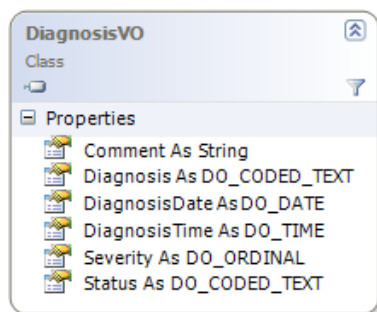 DiagnosisVO
Class
Properties
Comment As String
Diagnosis As DO_CODED_TEXT
DiagnosisDate As DO_DATE
DiagnosisTime As DO_TIME
Severity As DO_ORDINAL
Status As DO_CODED_TEXT